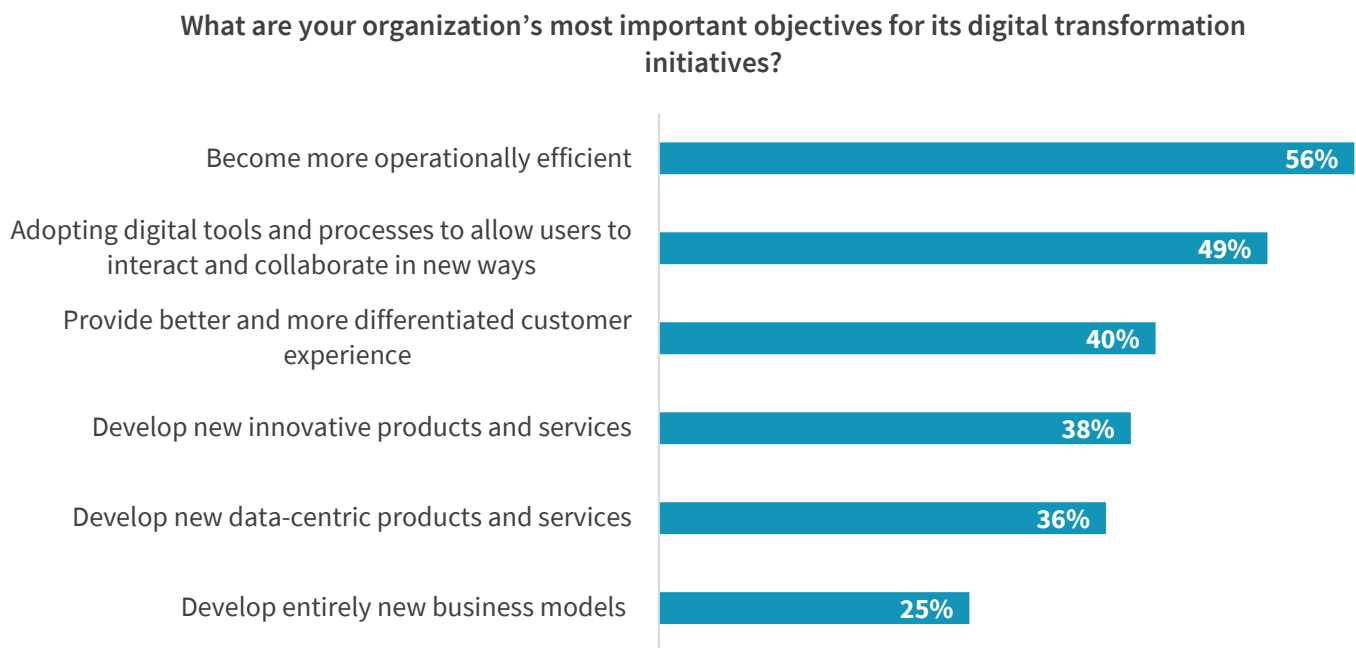 What are your organization’s most important objectives for its digital transformation
initiatives?
Become more operationally efficient
56%
Adopting digital tools and processes to allow users to
interact and collaborate in new ways
49%
Provide better and more differentiated customer
experience
40%
Develop new innovative products and services
38%
Develop new data-centric products and services
36%
Develop entirely new business models
25%